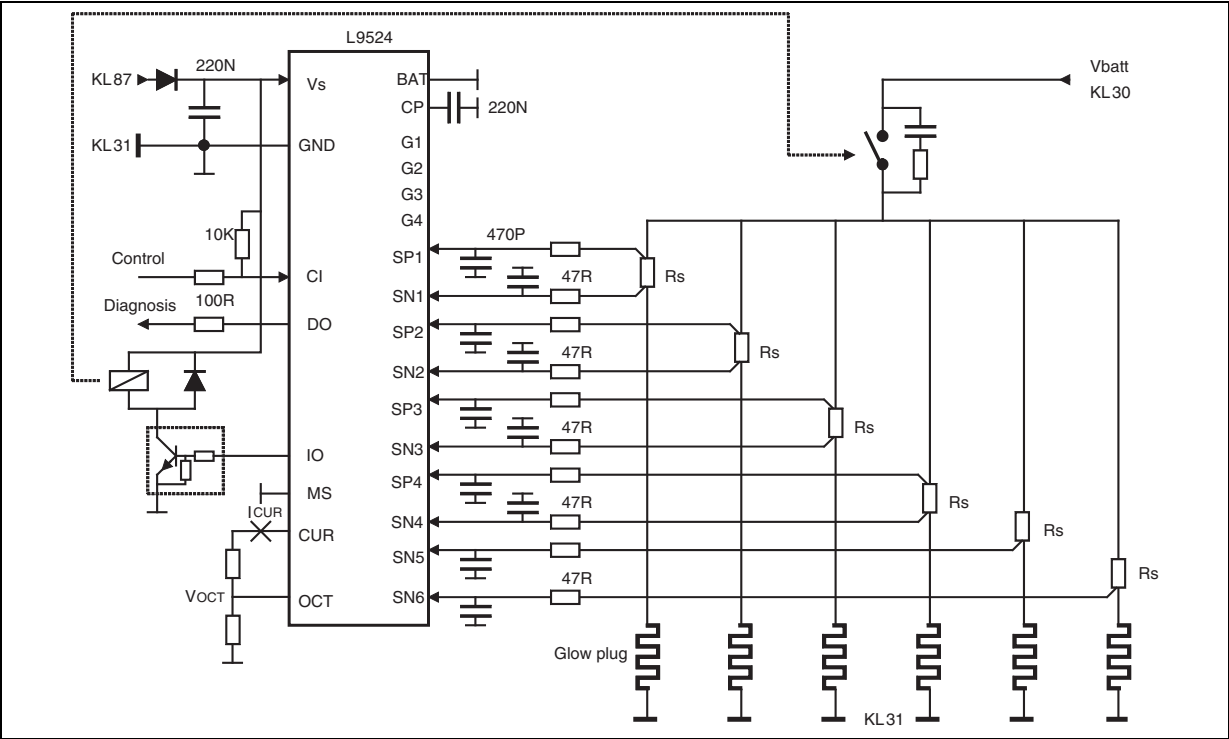 L9524
KL87
220N
Vs
BAT
CP
220N
Vbatt
KL30
KL31
GND
G1
G2
G3
G4
10K
470P
SP1
Control
CI
47R
Rs
SN1
Diagnosis
100R
DO
SP2
47R
Rs
SN2
SP3
47R
Rs
SN3
IO
SP4
MS
47R
Rs
SN4
ICUR
CUR
Rs
SN5
47R
Rs
VOCT
OCT
SN6
Glow plug
KL31